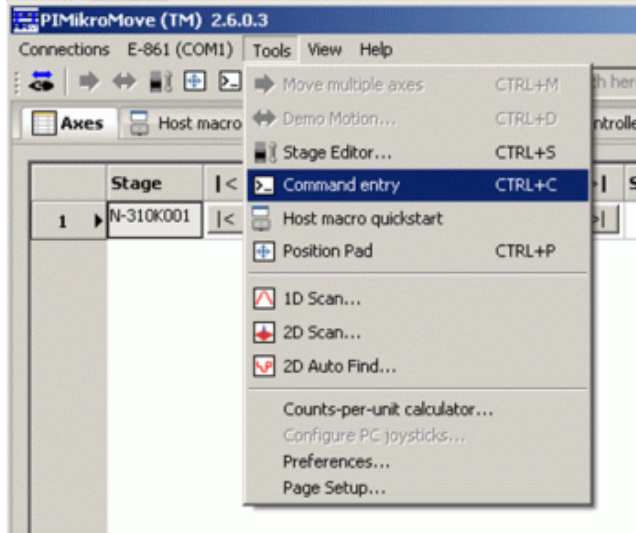 PIMikroMove (TM) 2.6.0.3
Connections E-861 (COM1) Tools View Help
Move multiple axes CTRL+M
Demo Motion... CTRL+D
Axes Host macro
Stage Editor... CTRL+S
Stage |< Command entry CTRL+C >|
1 N-310K001 |< Host macro quickstart >|
Position Pad CTRL+P
1D Scan...
2D Scan...
2D Auto Find...
Counts-per-unit calculator...
Configure PC joysticks...
Preferences...
Page Setup...